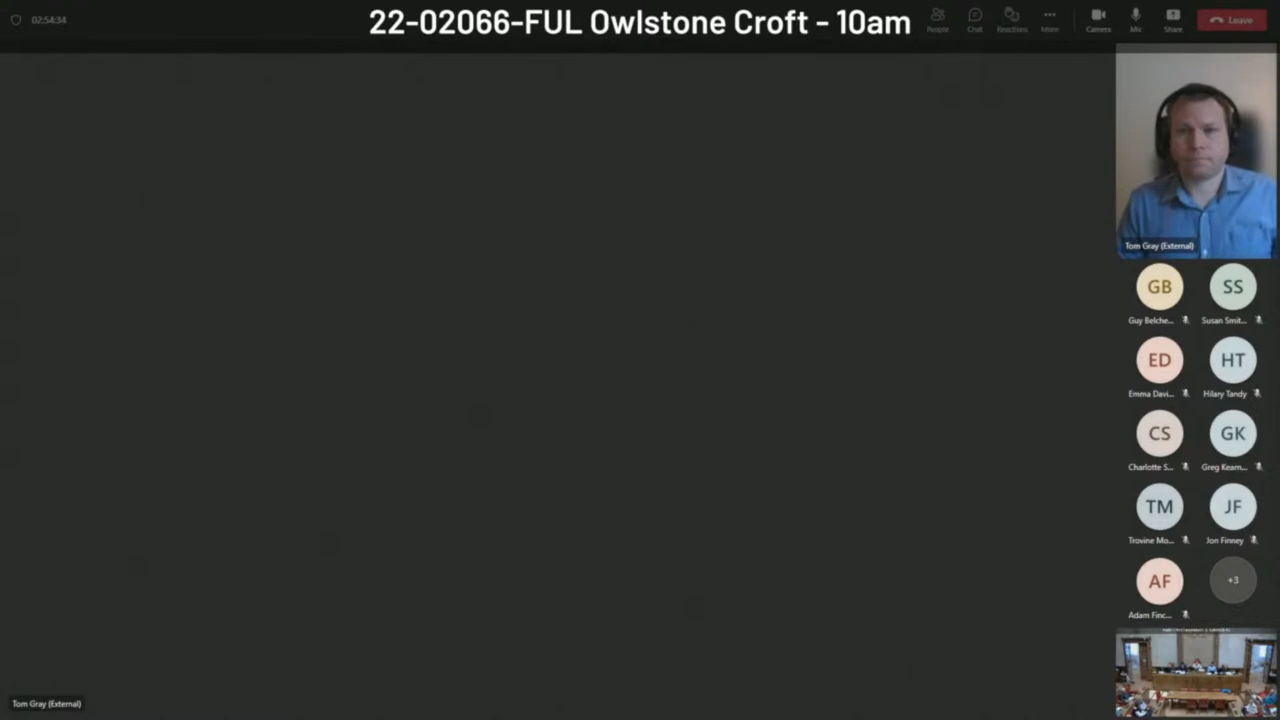 02:54:34
22-02066-FUL Owlstone Croft - 10am
People
Chat
Reactions
More
Camera
Mic
Share
Leave
Tom Gray (External)
GB
SS
Guy Belche...
Susan Smit...
ED
HT
Emma Davi...
Hilary Tandy
CS
GK
Charlotte S...
Greg Kearn...
TM
JF
Trovine Mo...
Jon Finney
AF
+3
Adam Finc...
Tom Gray (External)